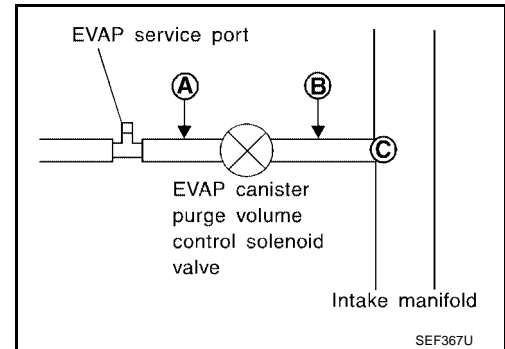 EVAP service port
A
B
C
EVAP canister
purge volume
control solenoid
valve
Intake manifold
SEF367U